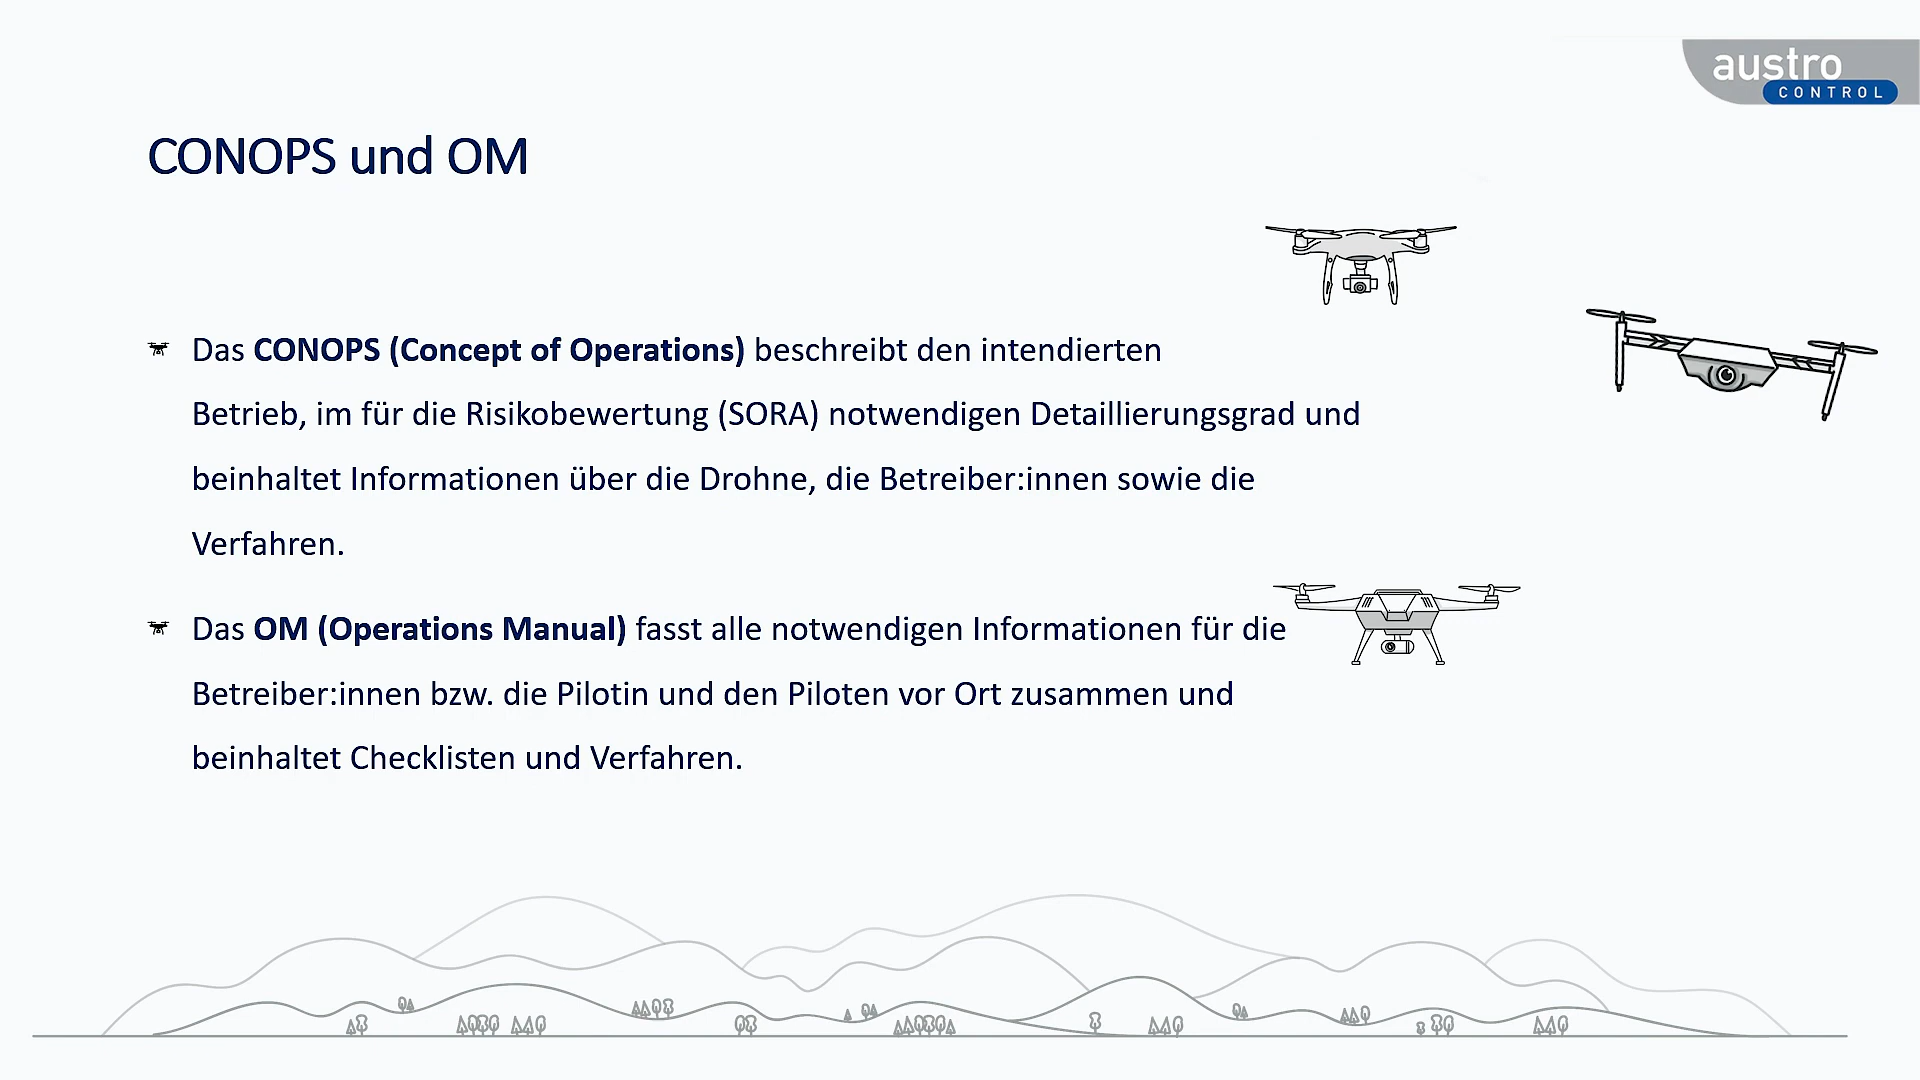 austro
CONTROL
CONOPS und OM
Das CONOPS (Concept of Operations) beschreibt den intendierten
Betrieb, im für die Risikobewertung (SORA) notwendigen Detaillierungsgrad und
beinhaltet Informationen über die Drohne, die Betreiber:innen sowie die
Verfahren.
Das OM (Operations Manual) fasst alle notwendigen Informationen für die
Betreiber:innen bzw. die Pilotin und den Piloten vor Ort zusammen und
beinhaltet Checklisten und Verfahren.